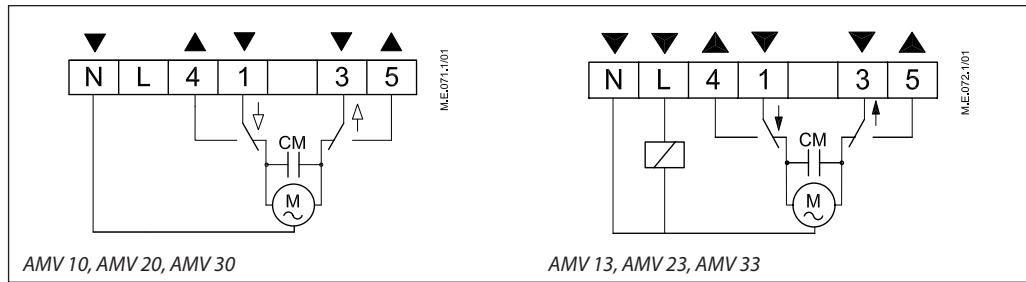 N L 4 1 3 5
M.E.071.1/01
CM
M
AMV 10, AMV 20, AMV 30
N L 4 1 3 5
M.E.072.1/01
CM
M
AMV 13, AMV 23, AMV 33